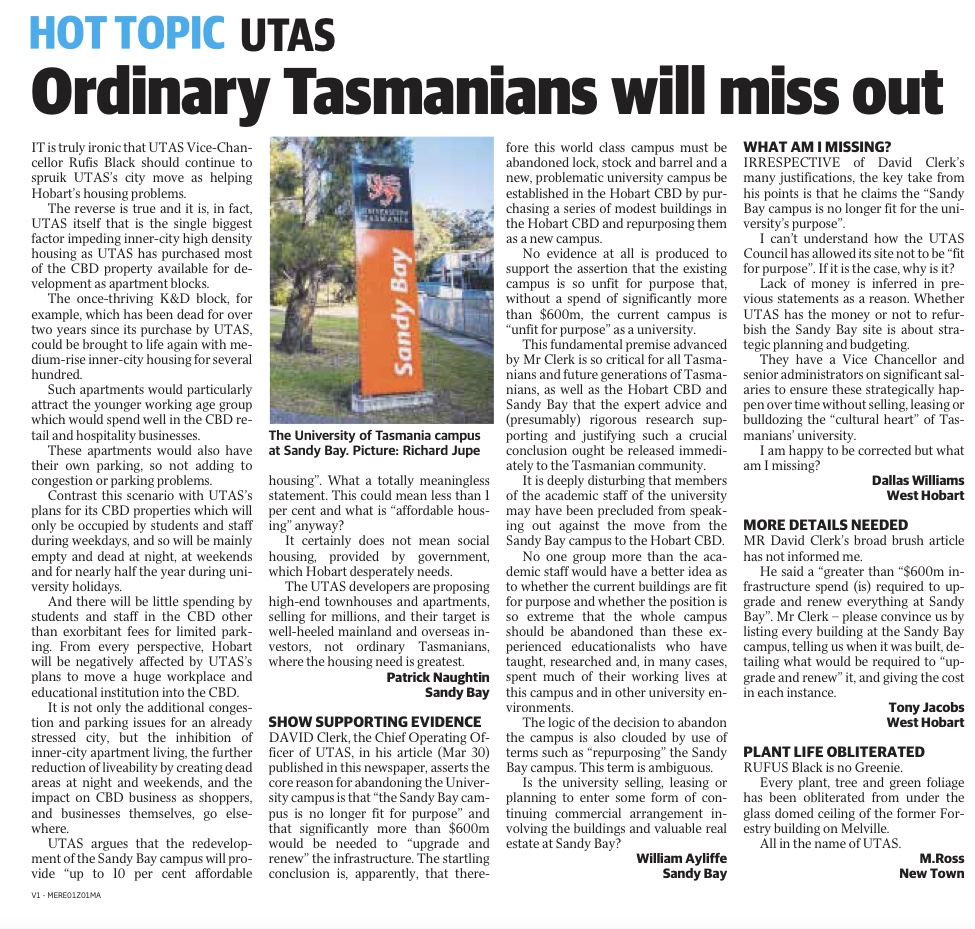 HOT TOPIC UTAS
Ordinary Tasmanians will miss out
IT is truly ironic that UTAS Vice-Chan-
cellor Rufis Black should continue to
spruik UTAS's city move as helping
Hobart's housing problems.
The reverse is true and it is, in fact,
UTAS itself that is the single biggest
factor impeding inner-city high density
housing as UTAS has purchased most
of the CBD property available for de-
velopment as apartment blocks.
The once-thriving K&D block, for
example, which has been dead for over
two years since its purchase by UTAS,
could be brought to life again with me-
dium-rise inner-city housing for several
hundred.
Such apartments would particularly
attract the younger working age group
which would spend well in the CBD re-
tail and hospitality businesses.
These apartments would also have
their own parking, so not adding to
congestion or parking problems.
Contrast this scenario with UTAS's
plans for its CBD properties which will
only be occupied by students and staff
during weekdays, and so will be mainly
empty and dead at night, at weekends
and for nearly half the year during uni-
versity holidays.
And there will be little spending by
students and staff in the CBD other
than exorbitant fees for limited park-
ing. From every perspective, Hobart
will be negatively affected by UTAS's
plans to move a huge workplace and
educational institution into the CBD.
It is not only the additional conges-
tion and parking issues for an already
stressed city, but the inhibition of
inner-city apartment living, the further
reduction of liveability by creating dead
areas at night and weekends, and the
impact on CBD business as shoppers,
and businesses themselves, go else-
where.
UTAS argues that the redevelop-
ment of the Sandy Bay campus will pro-
vide "up to 10 per cent affordable
UNIVERSITY of
TASMANIA
Sandy Bay
The University of Tasmania campus
at Sandy Bay. Picture: Richard Jupe
housing". What a totally meaningless
statement. This could mean less than 1
per cent and what is "affordable hous-
ing" anyway?
It certainly does not mean social
housing, provided by government,
which Hobart desperately needs.
The UTAS developers are proposing
high-end townhouses and apartments,
selling for millions, and their target is
well-heeled mainland and overseas in-
vestors, not ordinary Tasmanians,
where the housing need is greatest.
Patrick Naughtin
Sandy Bay
SHOW SUPPORTING EVIDENCE
DAVID Clerk, the Chief Operating Of-
ficer of UTAS, in his article (Mar 30)
published in this newspaper, asserts the
core reason for abandoning the Univer-
sity campus is that "the Sandy Bay cam-
pus is no longer fit for purpose" and
that significantly more than $600m
would be needed to "upgrade and
renew" the infrastructure. The startling
conclusion is, apparently, that there-
fore this world class campus must be
abandoned lock, stock and barrel and a
new, problematic university campus be
established in the Hobart CBD by pur-
chasing a series of modest buildings in
the Hobart CBD and repurposing them
as a new campus.
No evidence at all is produced to
support the assertion that the existing
campus is so unfit for purpose that,
without a spend of significantly more
than $600m, the current campus is
"unfit for purpose" as a university.
This fundamental premise advanced
by Mr Clerk is so critical for all Tasma-
nians and future generations of Tasma-
nians, as well as the Hobart CBD and
Sandy Bay that the expert advice and
(presumably) rigorous research sup-
porting and justifying such a crucial
conclusion ought be released immedi-
ately to the Tasmanian community.
It is deeply disturbing that members
of the academic staff of the university
may have been precluded from speak-
ing out against the move from the
Sandy Bay campus to the Hobart CBD.
No one group more than the aca-
demic staff would have a better idea as
to whether the current buildings are fit
for purpose and whether the position is
so extreme that the whole campus
should be abandoned than these ex-
perienced educationalists who have
taught, researched and, in many cases,
spent much of their working lives at
this campus and in other university en-
vironments.
The logic of the decision to abandon
the campus is also clouded by use of
terms such as "repurposing" the Sandy
Bay campus. This term is ambiguous.
Is the university selling, leasing or
planning to enter some form of con-
tinuing commercial arrangement in-
volving the buildings and valuable real
estate at Sandy Bay?
William Ayliffe
Sandy Bay
WHAT AM I MISSING?
IRRESPECTIVE of David Clerk's
many justifications, the key take from
his points is that he claims the "Sandy
Bay campus is no longer fit for the uni-
versity's purpose".
I can't understand how the UTAS
Council has allowed its site not to be "fit
for purpose". If it is the case, why is it?
Lack of money is inferred in pre-
vious statements as a reason. Whether
UTAS has the money or not to refur-
bish the Sandy Bay site is about stra-
tegic planning and budgeting.
They have a Vice Chancellor and
senior administrators on significant sal-
aries to ensure these strategically hap-
pen over time without selling, leasing or
bulldozing the "cultural heart" of Tas-
manians' university.
I am happy to be corrected but what
am I missing?
Dallas Williams
West Hobart
MORE DETAILS NEEDED
MR David Clerk's broad brush article
has not informed me.
He said a "greater than "$600m in-
frastructure spend (is) required to up-
grade and renew everything at Sandy
Bay". Mr Clerk – please convince us by
listing every building at the Sandy Bay
campus, telling us when it was built, de-
tailing what would be required to "up-
grade and renew" it, and giving the cost
in each instance.
Tony Jacobs
West Hobart
PLANT LIFE OBLITERATED
RUFUS Black is no Greenie.
Every plant, tree and green foliage
has been obliterated from under the
glass domed ceiling of the former For-
estry building on Melville.
All in the name of UTAS.
M.Ross
New Town
V1 - MERE01Z01MA